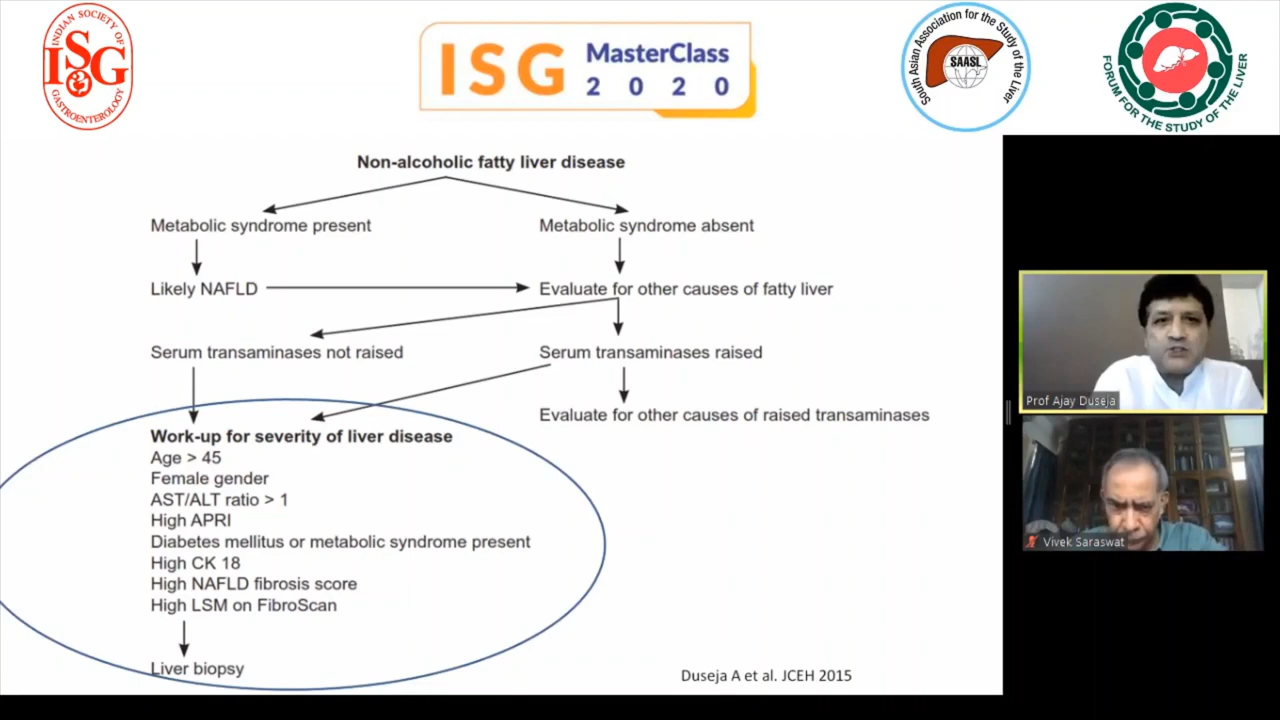 INDIAN SOCIETY OF
ISG
GASTROENTEROLOGY
ISG MasterClass
2020
South Asian Association for the Study of the Liver
SAASL
FORUM FOR THE STUDY OF THE LIVER
Non-alcoholic fatty liver disease
Metabolic syndrome present
Metabolic syndrome absent
Likely NAFLD
Evaluate for other causes of fatty liver
Serum transaminases not raised
Serum transaminases raised
Evaluate for other causes of raised transaminases
Work-up for severity of liver disease
Age > 45
Female gender
AST/ALT ratio > 1
High APRI
Diabetes mellitus or metabolic syndrome present
High CK 18
High NAFLD fibrosis score
High LSM on FibroScan
Liver biopsy
Duseja A et al. JCEH 2015
Prof Ajay Duseja
Vivek Saraswat